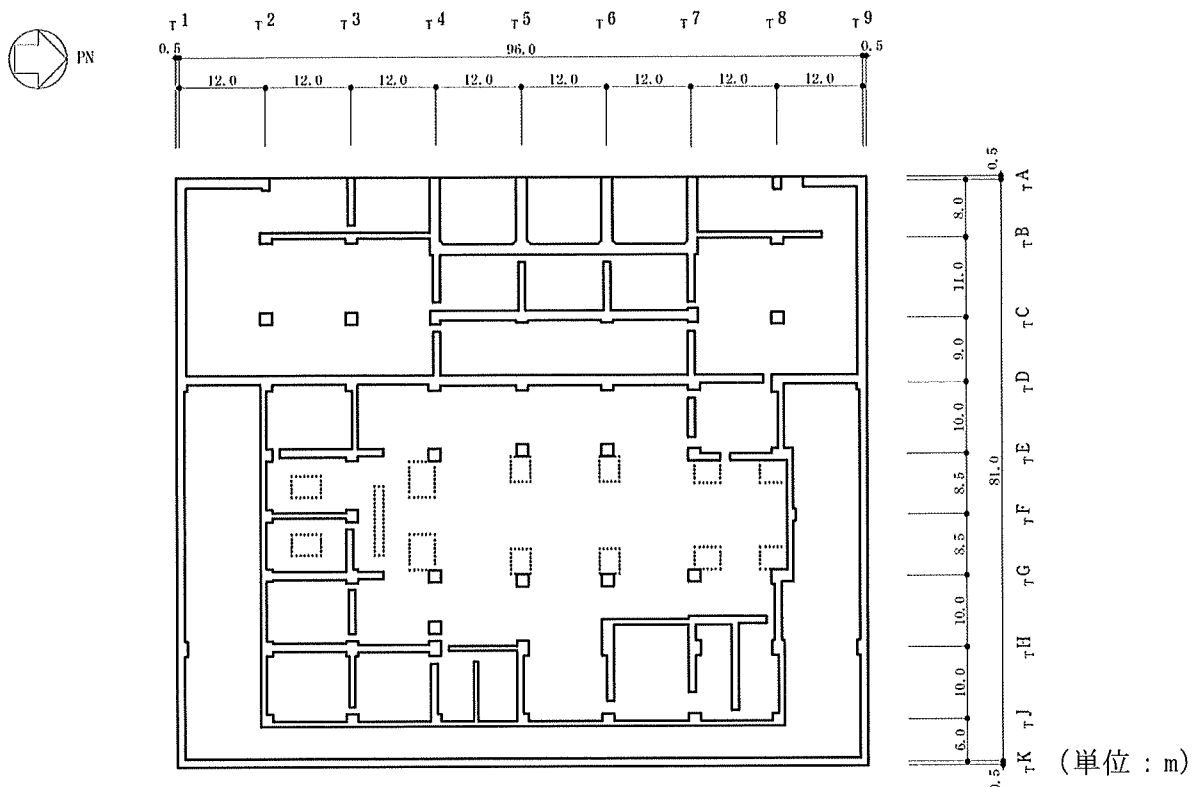 T1 T2 T3 T4 T5 T6 T7 T8 T9
PN
0.5 96.0 0.5
12.0 12.0 12.0 12.0 12.0 12.0 12.0 12.0
0.5
TA
8.0
TB
11.0
TC
9.0
TD
10.0
TE
8.5
81.0
TF
8.5
TG
10.0
TH
10.0
TJ
6.0
TK
0.5
(単位:m)